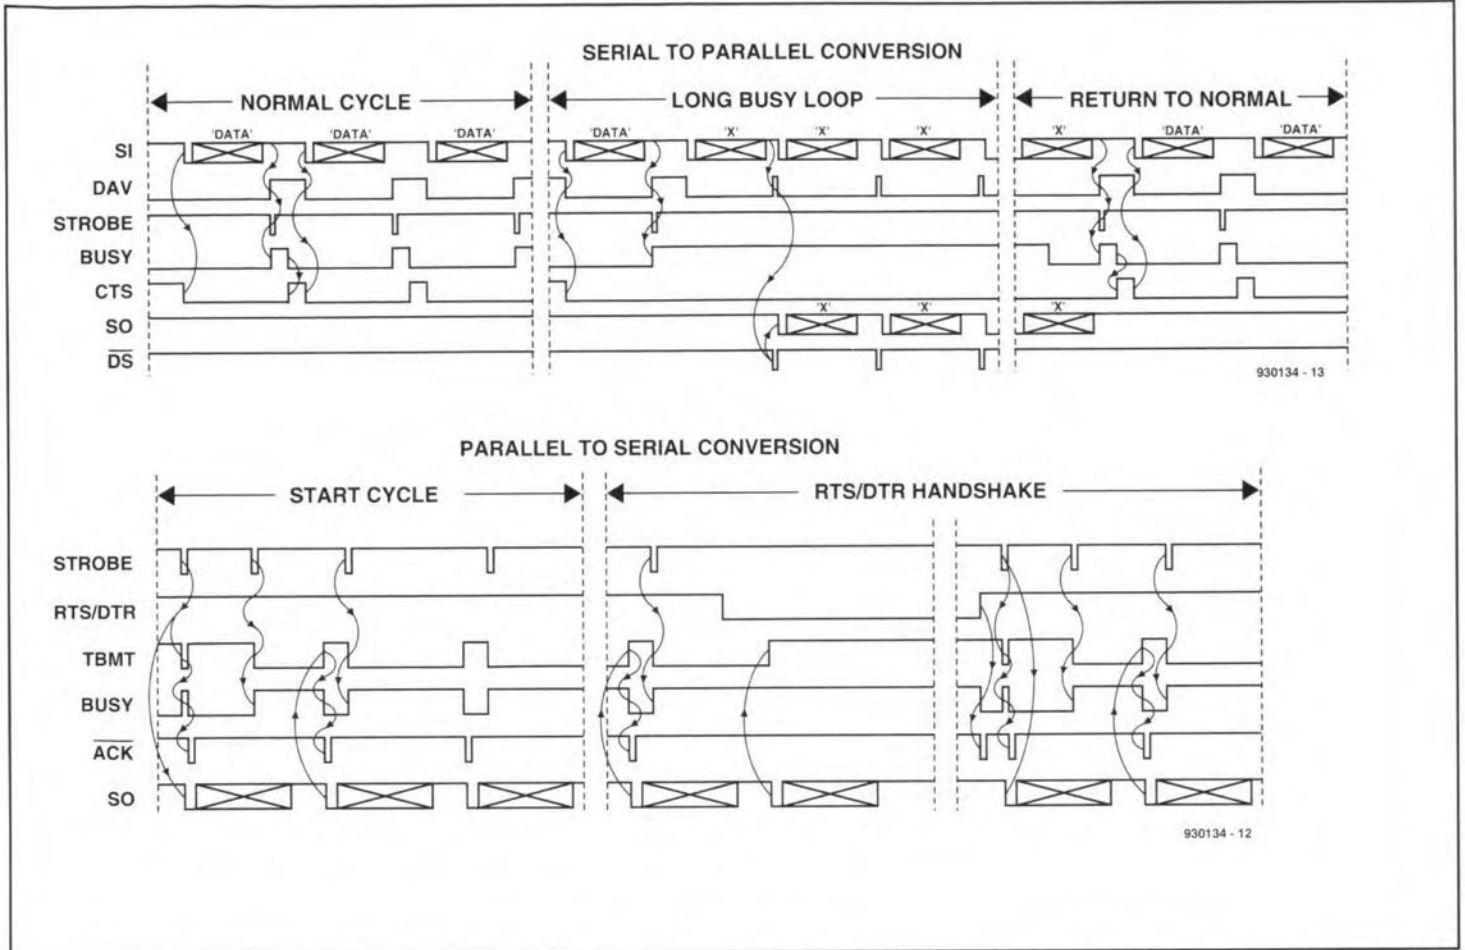 SERIAL TO PARALLEL CONVERSION
NORMAL CYCLE
LONG BUSY LOOP
RETURN TO NORMAL
'DATA' 'DATA' 'DATA' 'DATA' 'X' 'X' 'X' 'X' 'DATA' 'DATA'
SI
DAV
STROBE
BUSY
CTS
'X' 'X' 'X'
SO
DS
930134 - 13
PARALLEL TO SERIAL CONVERSION
START CYCLE
RTS/DTR HANDSHAKE
STROBE
RTS/DTR
TBMT
BUSY
ACK
SO
930134 - 12